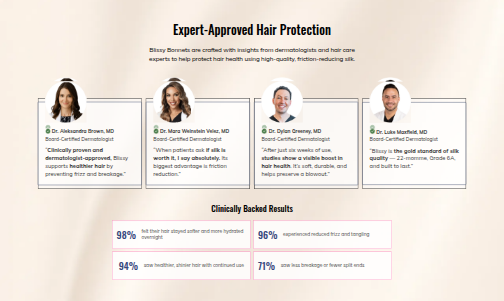 Expert-Approved Hair Protection
Blissy Bonnets are crafted with insights from dermatologists and hair care
experts to help protect hair health using high-quality, friction-reducing silk.
Dr. Aleksandra Brown, MD
Board-Certified Dermatologist
"Clinically proven and
dermatologist-approved, Blissy
supports healthier hair by
preventing frizz and breakage."
Dr. Mara Weinstein Velez, MD
Board-Certified Dermatologist
"When patients ask if silk is
worth it, I say absolutely. Its
biggest advantage is friction
reduction."
Dr. Dylan Greeney, MD
Board-Certified Dermatologist
"After just six weeks of use,
studies show a visible boost in
hair health. It's soft, durable, and
helps preserve a blowout."
Dr. Luke Maxfield, MD
Board-Certified Dermatologist
"Blissy is the gold standard of silk
quality — 22-momme, Grade 6A,
and built to last."
Clinically Backed Results
98% felt their hair stayed softer and more hydrated
overnight
96% experienced reduced frizz and tangling
94% saw healthier, shinier hair with continued use
71% saw less breakage or fewer split ends